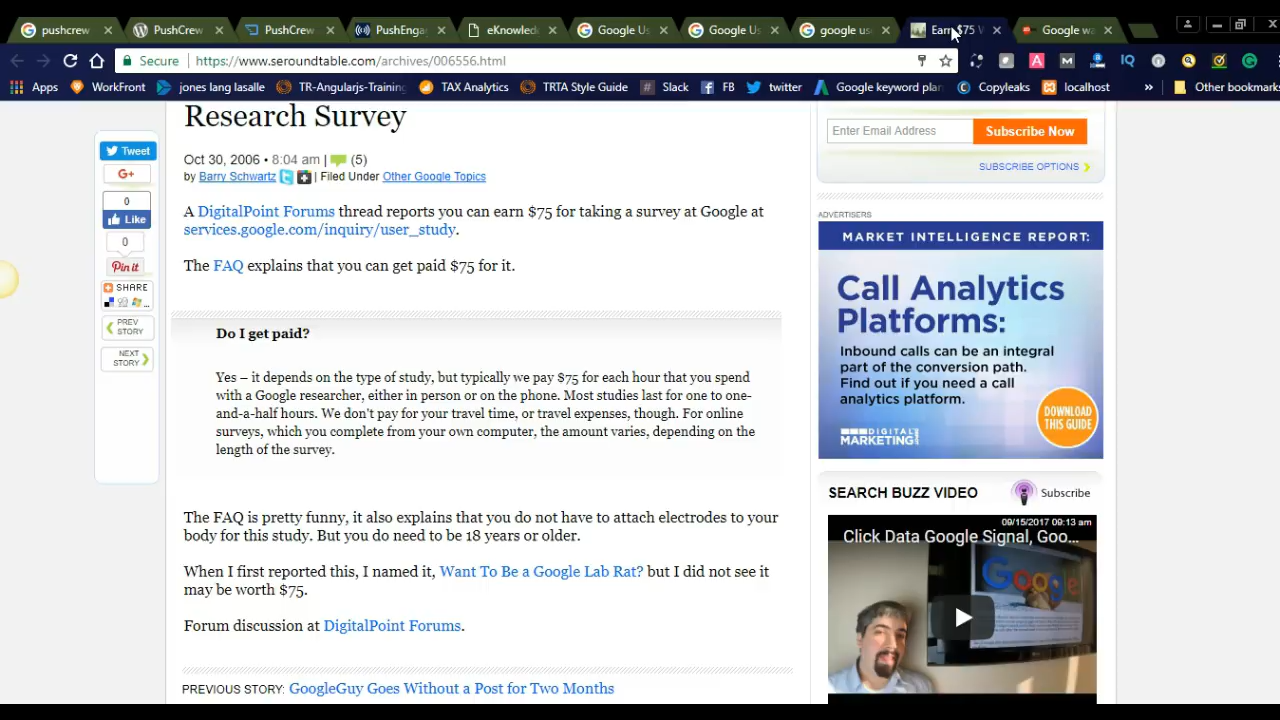 pushcrew
PushCrew
PushCrew
PushEnga
eKnowled
Google Us
Google Us
google use
Earn $75 W
Google wa
Secure
https://www.seroundtable.com/archives/006556.html
Apps
WorkFront
jones lang lasalle
TR-Angularjs-Training
TAX Analytics
TRTA Style Guide
Slack
FB
twitter
Google keyword plan
Copyleaks
localhost
»
Other bookmarks
Research Survey
Oct 30, 2006 • 8:04 am | (5)
by Barry Schwartz | Filed Under Other Google Topics
Tweet
G+
0
Like
0
Pin it
SHARE
PREV
STORY
NEXT
STORY
A DigitalPoint Forums thread reports you can earn $75 for taking a survey at Google at
services.google.com/inquiry/user_study.
The FAQ explains that you can get paid $75 for it.
Do I get paid?
Yes – it depends on the type of study, but typically we pay $75 for each hour that you spend
with a Google researcher, either in person or on the phone. Most studies last for one to one-
and-a-half hours. We don't pay for your travel time, or travel expenses, though. For online
surveys, which you complete from your own computer, the amount varies, depending on the
length of the survey.
The FAQ is pretty funny, it also explains that you do not have to attach electrodes to your
body for this study. But you do need to be 18 years or older.
When I first reported this, I named it, Want To Be a Google Lab Rat? but I did not see it
may be worth $75.
Forum discussion at DigitalPoint Forums.
PREVIOUS STORY: GoogleGuy Goes Without a Post for Two Months
Enter Email Address
Subscribe Now
SUBSCRIBE OPTIONS
ADVERTISERS
MARKET INTELLIGENCE REPORT:
Call Analytics
Platforms:
Inbound calls can be an integral
part of the conversion path.
Find out if you need a call
analytics platform.
DOWNLOAD
THIS GUIDE
DIGITAL
MARKETING
SEARCH BUZZ VIDEO
Subscribe
09/15/2017 09:13 am
Click Data Google Signal, Goo...
Google